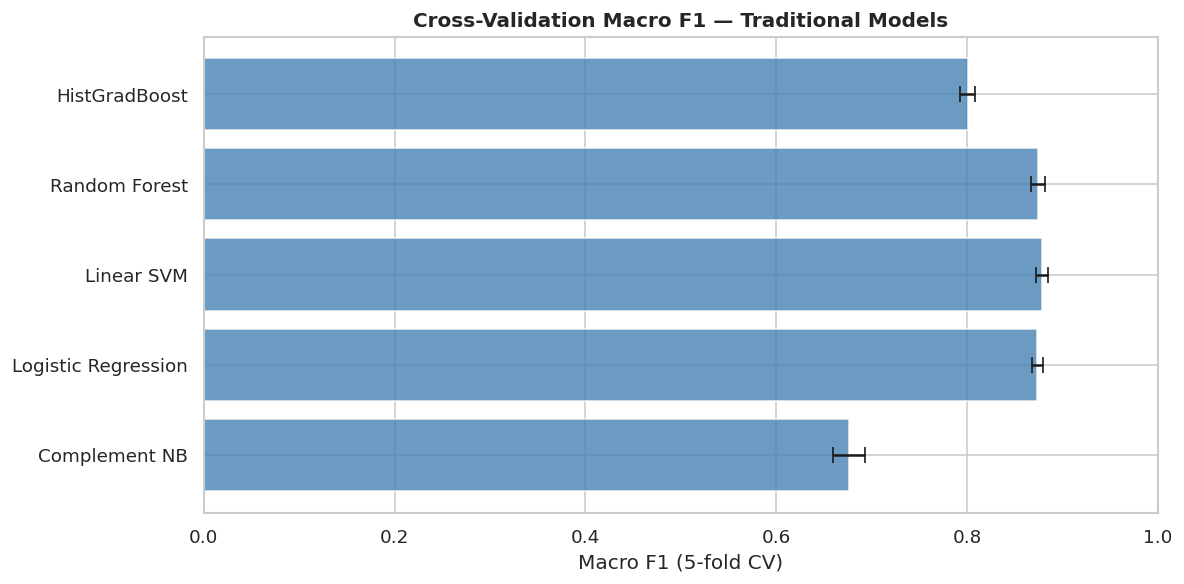 Cross-Validation Macro F1 — Traditional Models
HistGradBoost
Random Forest
Linear SVM
Logistic Regression
Complement NB
0.0 0.2 0.4 0.6 0.8 1.0
Macro F1 (5-fold CV)